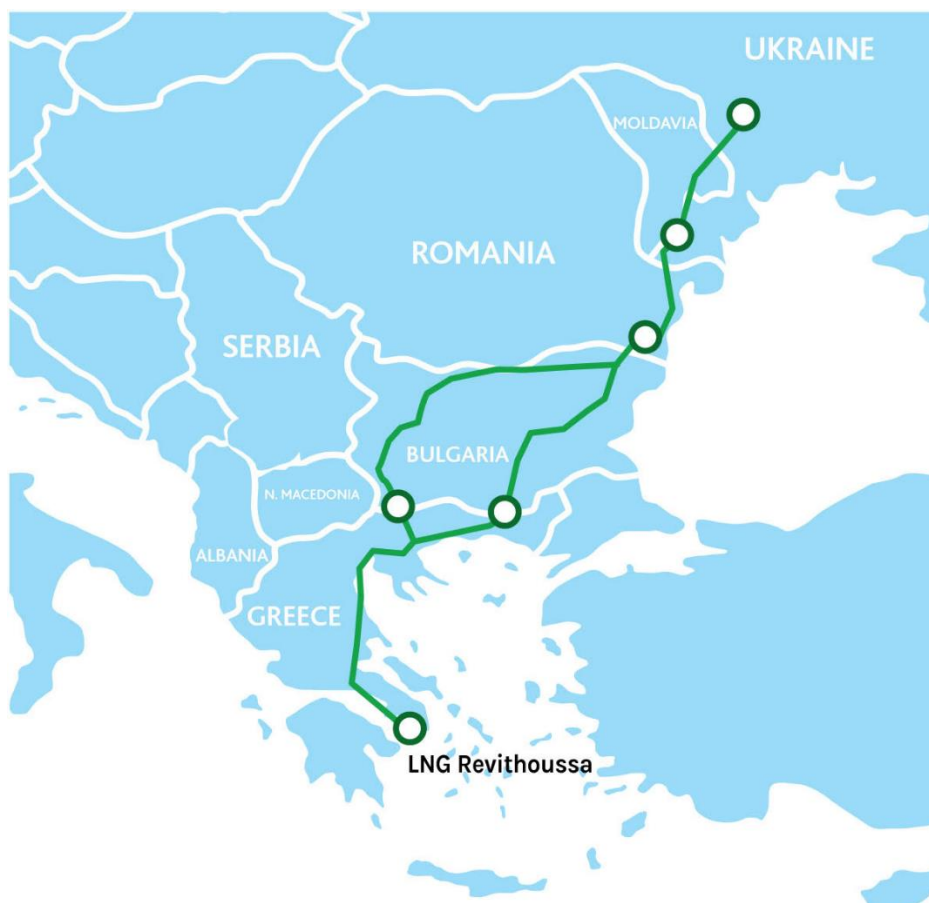 UKRAINE
MOLDAVIA
ROMANIA
SERBIA
BULGARIA
N. MACEDONIA
ALBANIA
GREECE
LNG Revithoussa